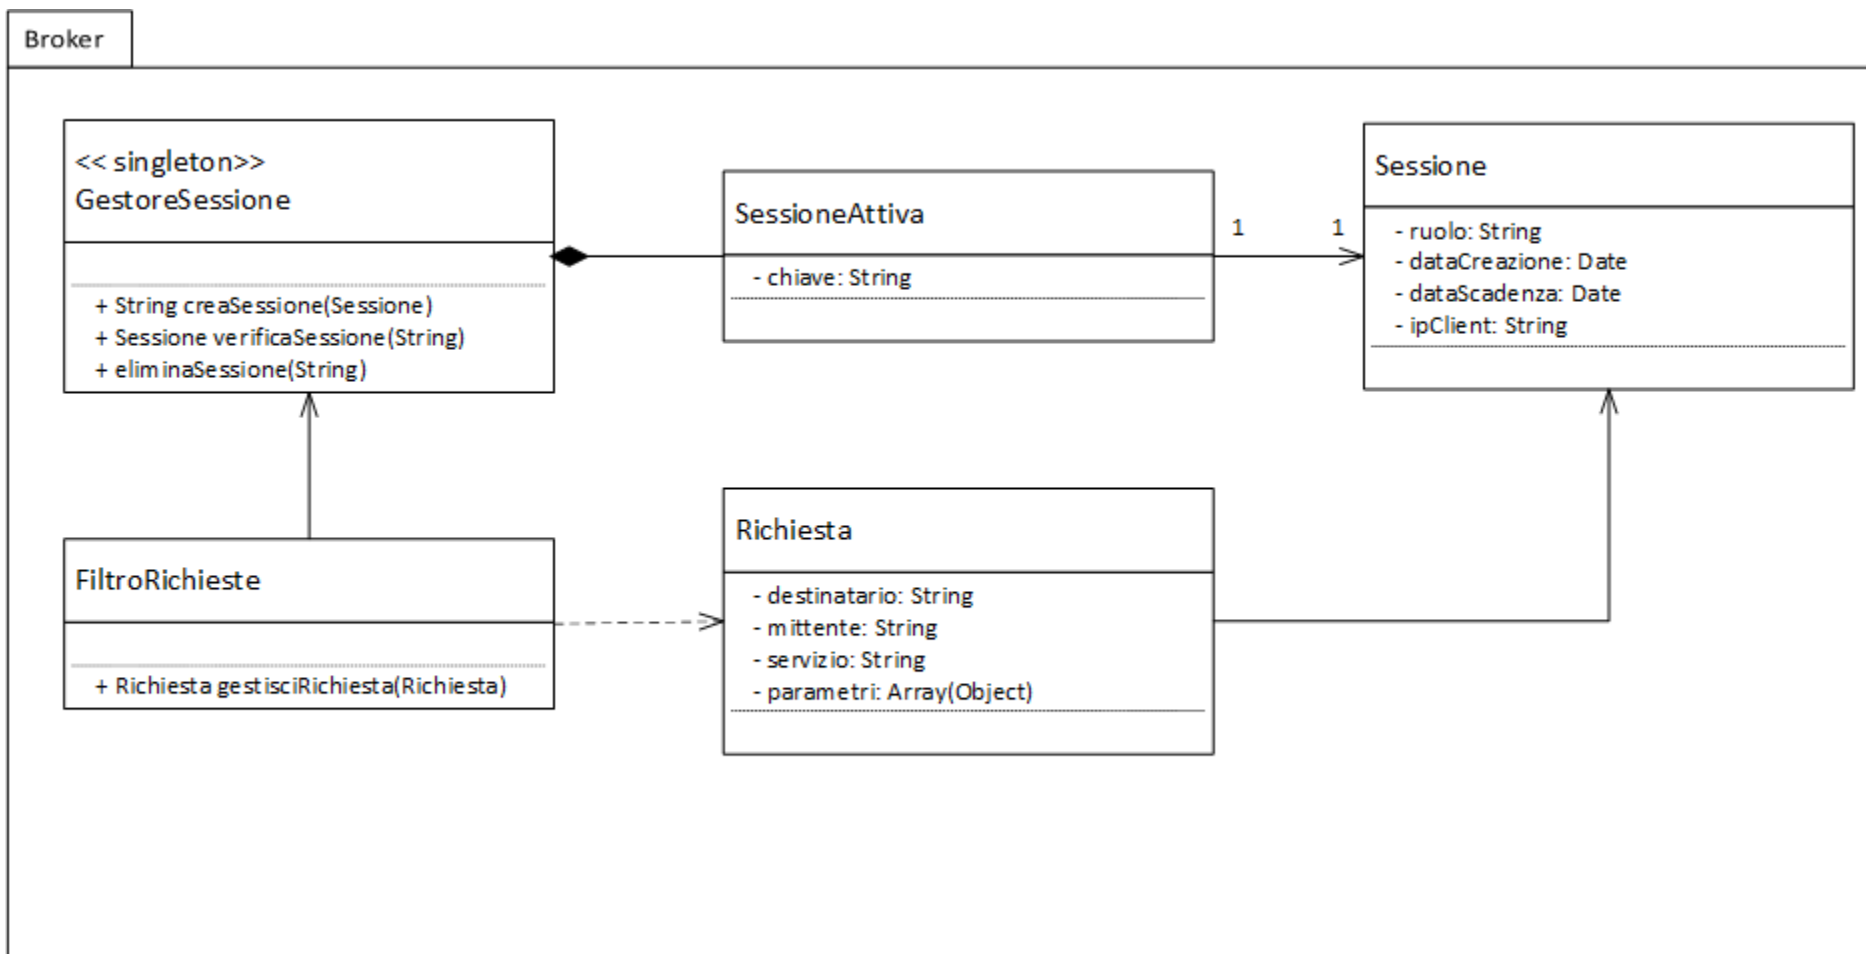 Broker
<< singleton>>
GestoreSessione
+ String creaSessione(Sessione)
+ Sessione verificaSessione(String)
+ eliminaSessione(String)
SessioneAttiva
- chiave: String
1
1
Sessione
- ruolo: String
- dataCreazione: Date
- dataScadenza: Date
- ipClient: String
FiltroRichieste
+ Richiesta gestisciRichiesta(Richiesta)
Richiesta
- destinatario: String
- mittente: String
- servizio: String
- parametri: Array(Object)